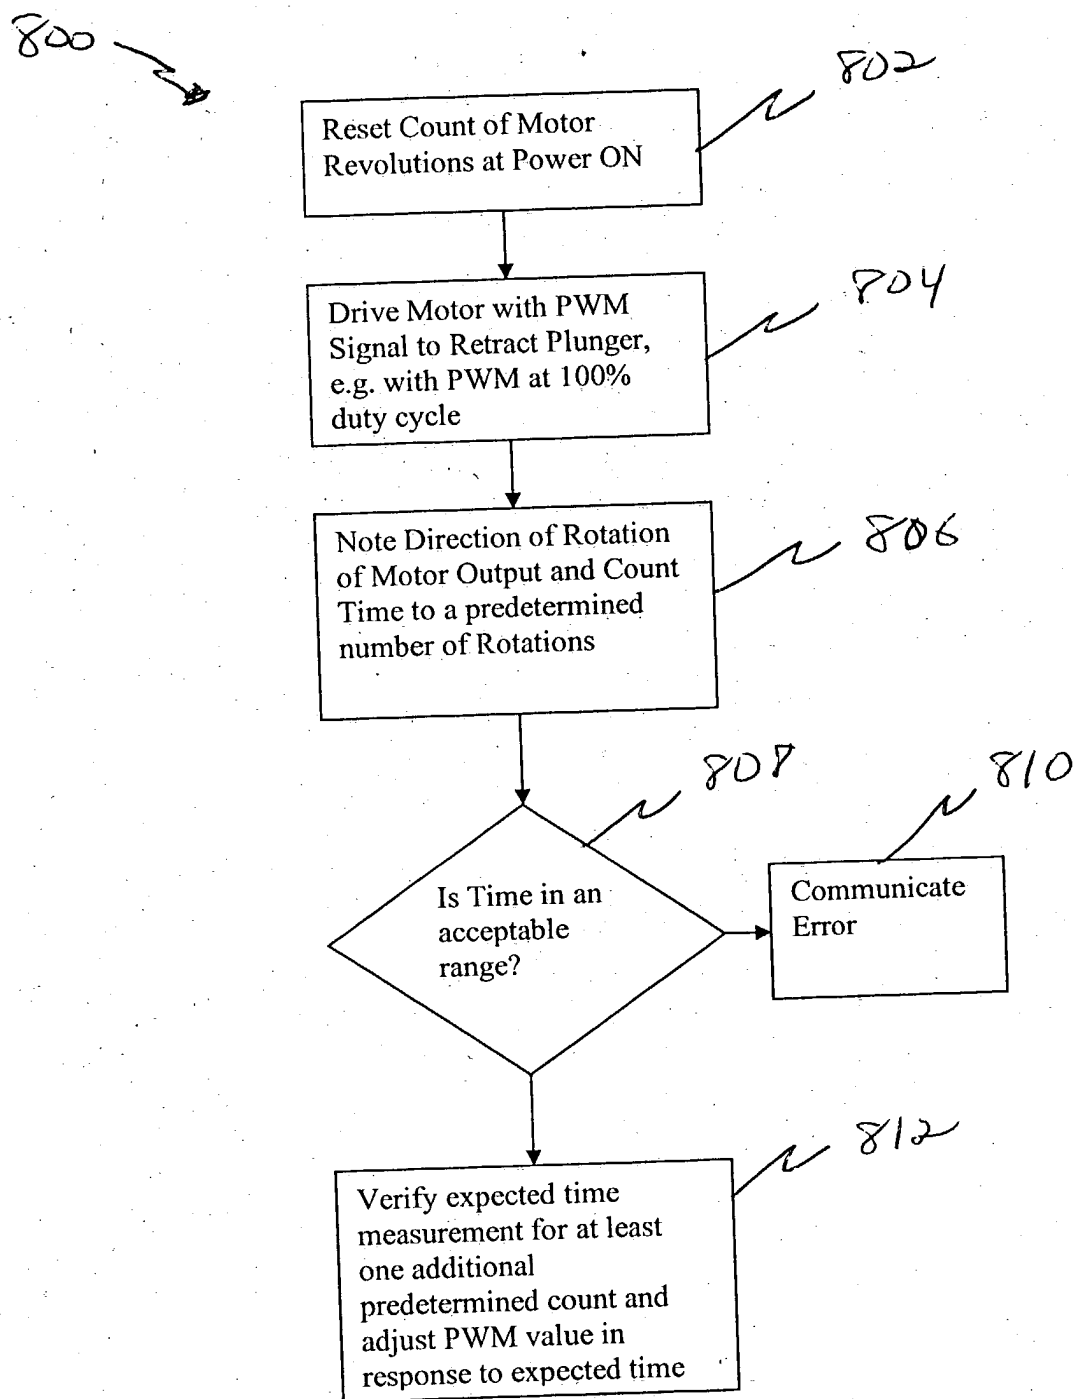 800
802
Reset Count of Motor
Revolutions at Power ON
804
Drive Motor with PWM
Signal to Retract Plunger,
e.g. with PWM at 100%
duty cycle
806
Note Direction of Rotation
of Motor Output and Count
Time to a predetermined
number of Rotations
808
810
Is Time in an
acceptable
range?
Communicate
Error
812
Verify expected time
measurement for at least
one additional
predetermined count and
adjust PWM value in
response to expected time